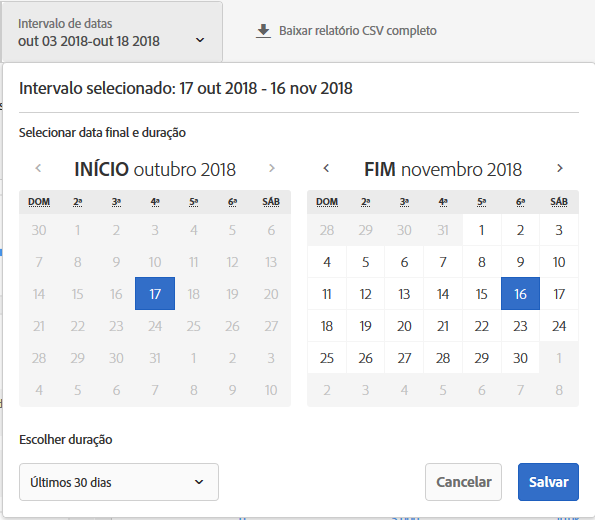 Intervalo de datas
out 03 2018-out 18 2018
Baixar relatório CSV completo
Intervalo selecionado: 17 out 2018 - 16 nov 2018
Selecionar data final e duração
INÍCIO outubro 2018
DOM 2ª 3ª 4ª 5ª 6ª SÁB
30 1 2 3 4 5 6
7 8 9 10 11 12 13
14 15 16 17 18 19 20
21 22 23 24 25 26 27
28 29 30 31 1 2 3
4 5 6 7 8 9 10
FIM novembro 2018
DOM 2ª 3ª 4ª 5ª 6ª SÁB
28 29 30 31 1 2 3
4 5 6 7 8 9 10
11 12 13 14 15 16 17
18 19 20 21 22 23 24
25 26 27 28 29 30 1
2 3 4 5 6 7 8
Escolher duração
Últimos 30 dias
Cancelar
Salvar